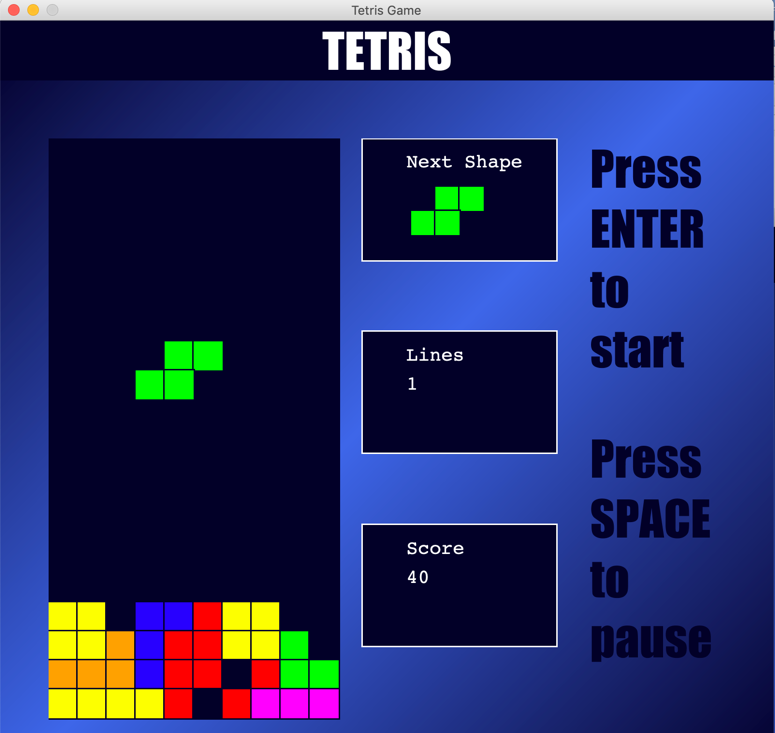 Tetris Game
TETRIS
Next Shape
Lines
1
Score
40
Press
ENTER
to
start
Press
SPACE
to
pause